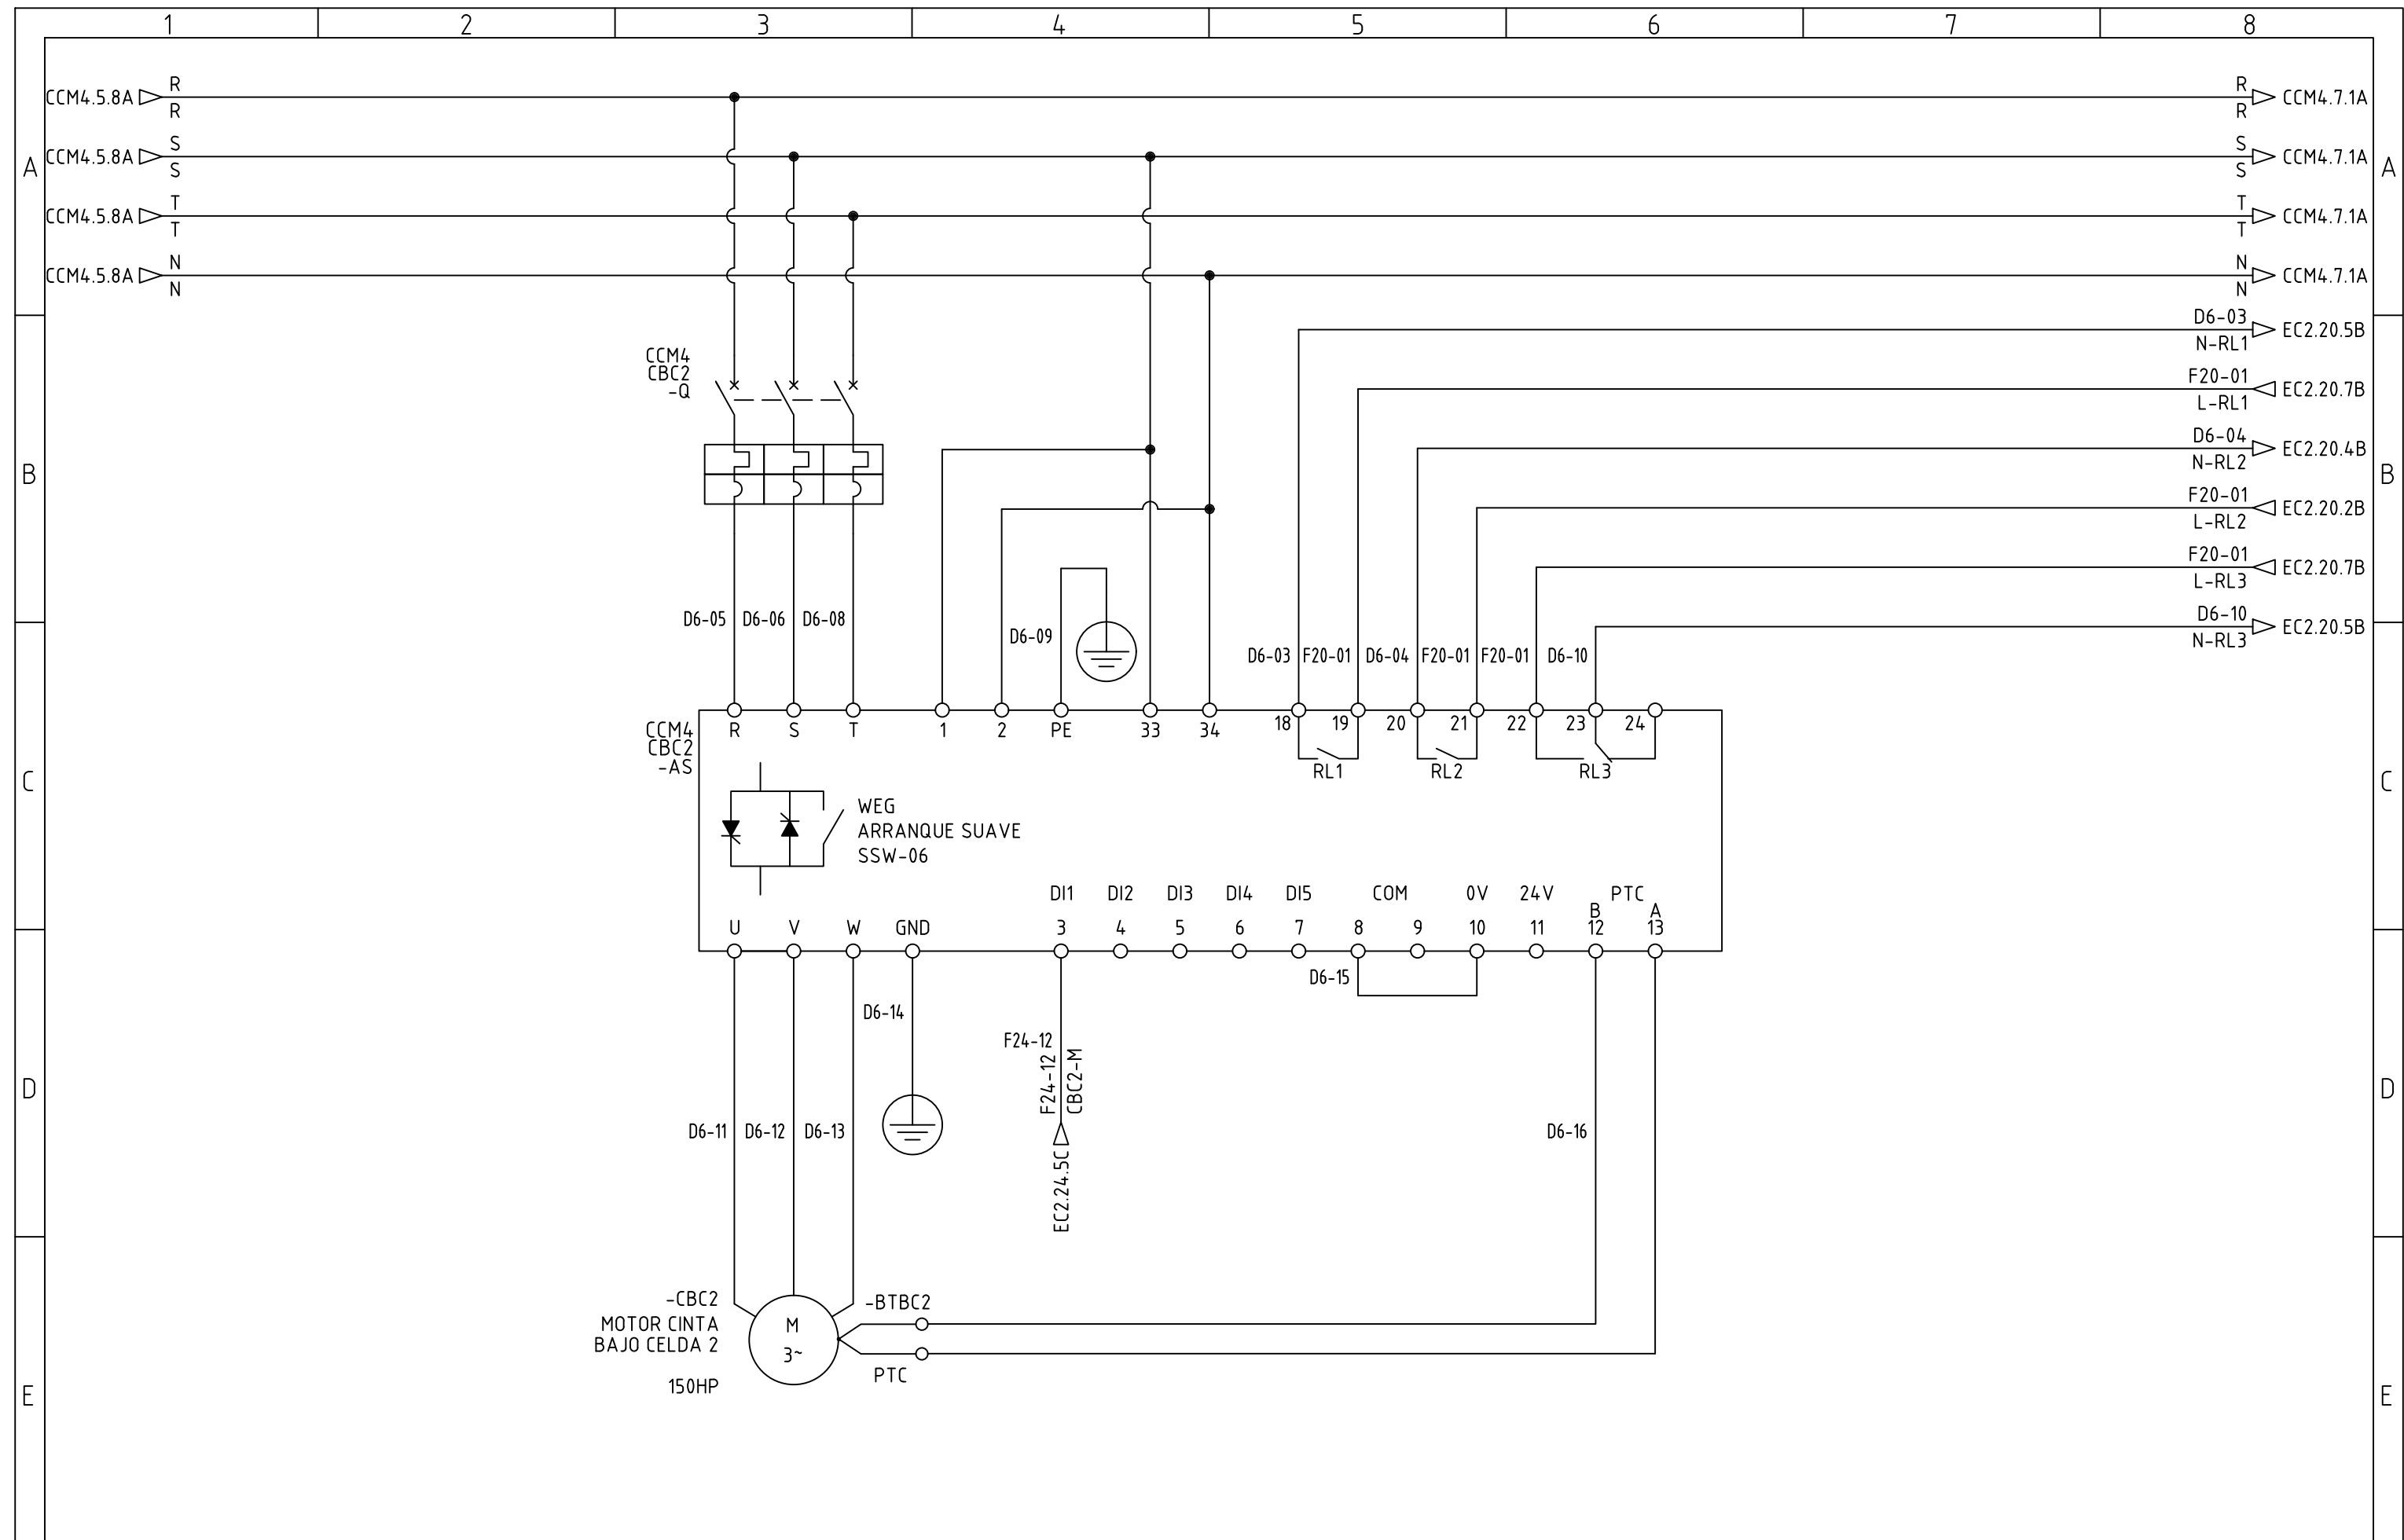 1 2 3 4 5 6 7 8
R R
CCM4.5.8A CCM4.7.1A
R R
S S
CCM4.5.8A CCM4.7.1A
A A
S S
T T
CCM4.5.8A CCM4.7.1A
T T
N N
CCM4.5.8A CCM4.7.1A
N N
D6-03
EC2.20.5B
N-RL1
CCM4
CBC2
-Q
F20-01
EC2.20.7B
L-RL1
D6-04
EC2.20.4B
N-RL2
B B
F20-01
EC2.20.2B
L-RL2
F20-01
EC2.20.7B
L-RL3
D6-10
EC2.20.5B
N-RL3
D6-05 D6-06 D6-08 D6-09
D6-03 F20-01 D6-04 F20-01 F20-01 D6-10
CCM4
CBC2
-AS
R S T 1 2 PE 33 34 18 19 20 21 22 23 24
RL1 RL2 RL3
C C
WEG
ARRANQUE SUAVE
SSW-06
DI1 DI2 DI3 DI4 DI5 COM 0V 24V PTC
B A
U V W GND 3 4 5 6 7 8 9 10 11 12 13
D6-15
D6-14
F24-12
F24-12
CBC2-M
EC2.24.5C
D D
D6-11 D6-12 D6-13 D6-16
-CBC2
MOTOR CINTA
BAJO CELDA 2
150HP
M
3~
-BTBC2
PTC
E E